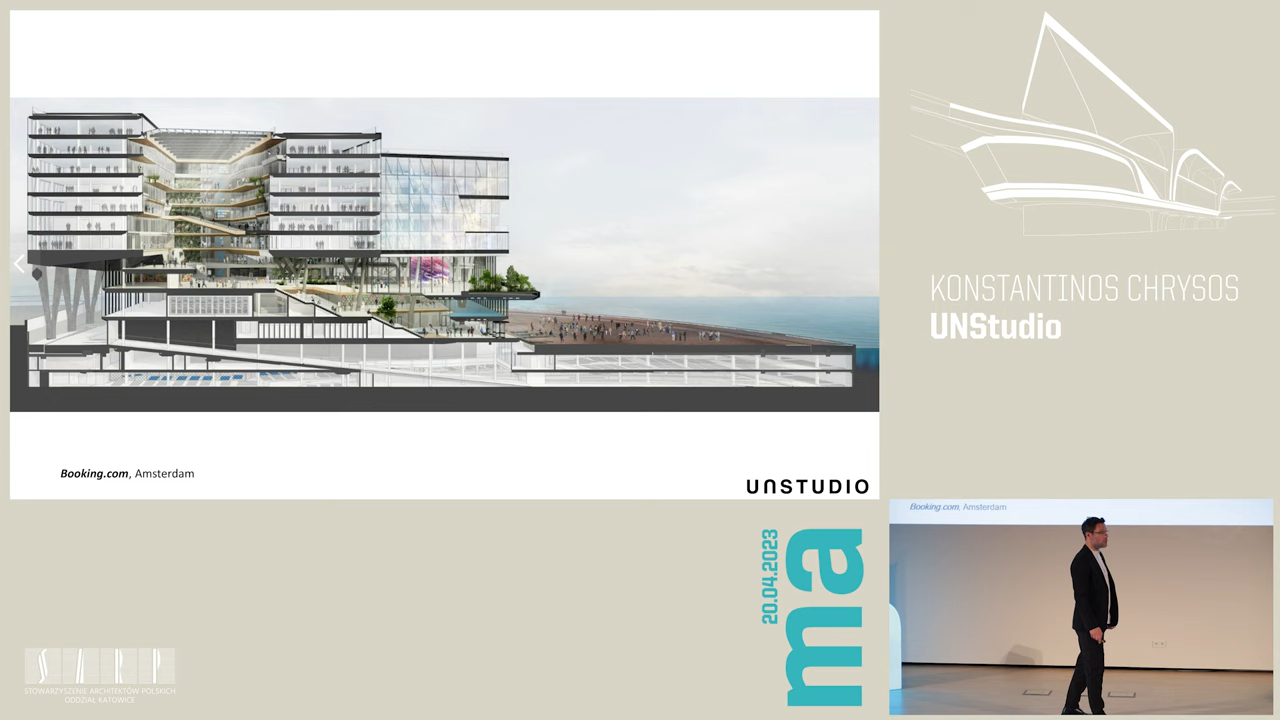 Booking.com, Amsterdam
UNSTUDIO
KONSTANTINOS CHRYSOS
UNStudio
20.04.2023
ma
Booking.com, Amsterdam
SARP
STOWARZYSZENIE ARCHITEKTÓW POLSKICH
ODDZIAŁ KATOWICE